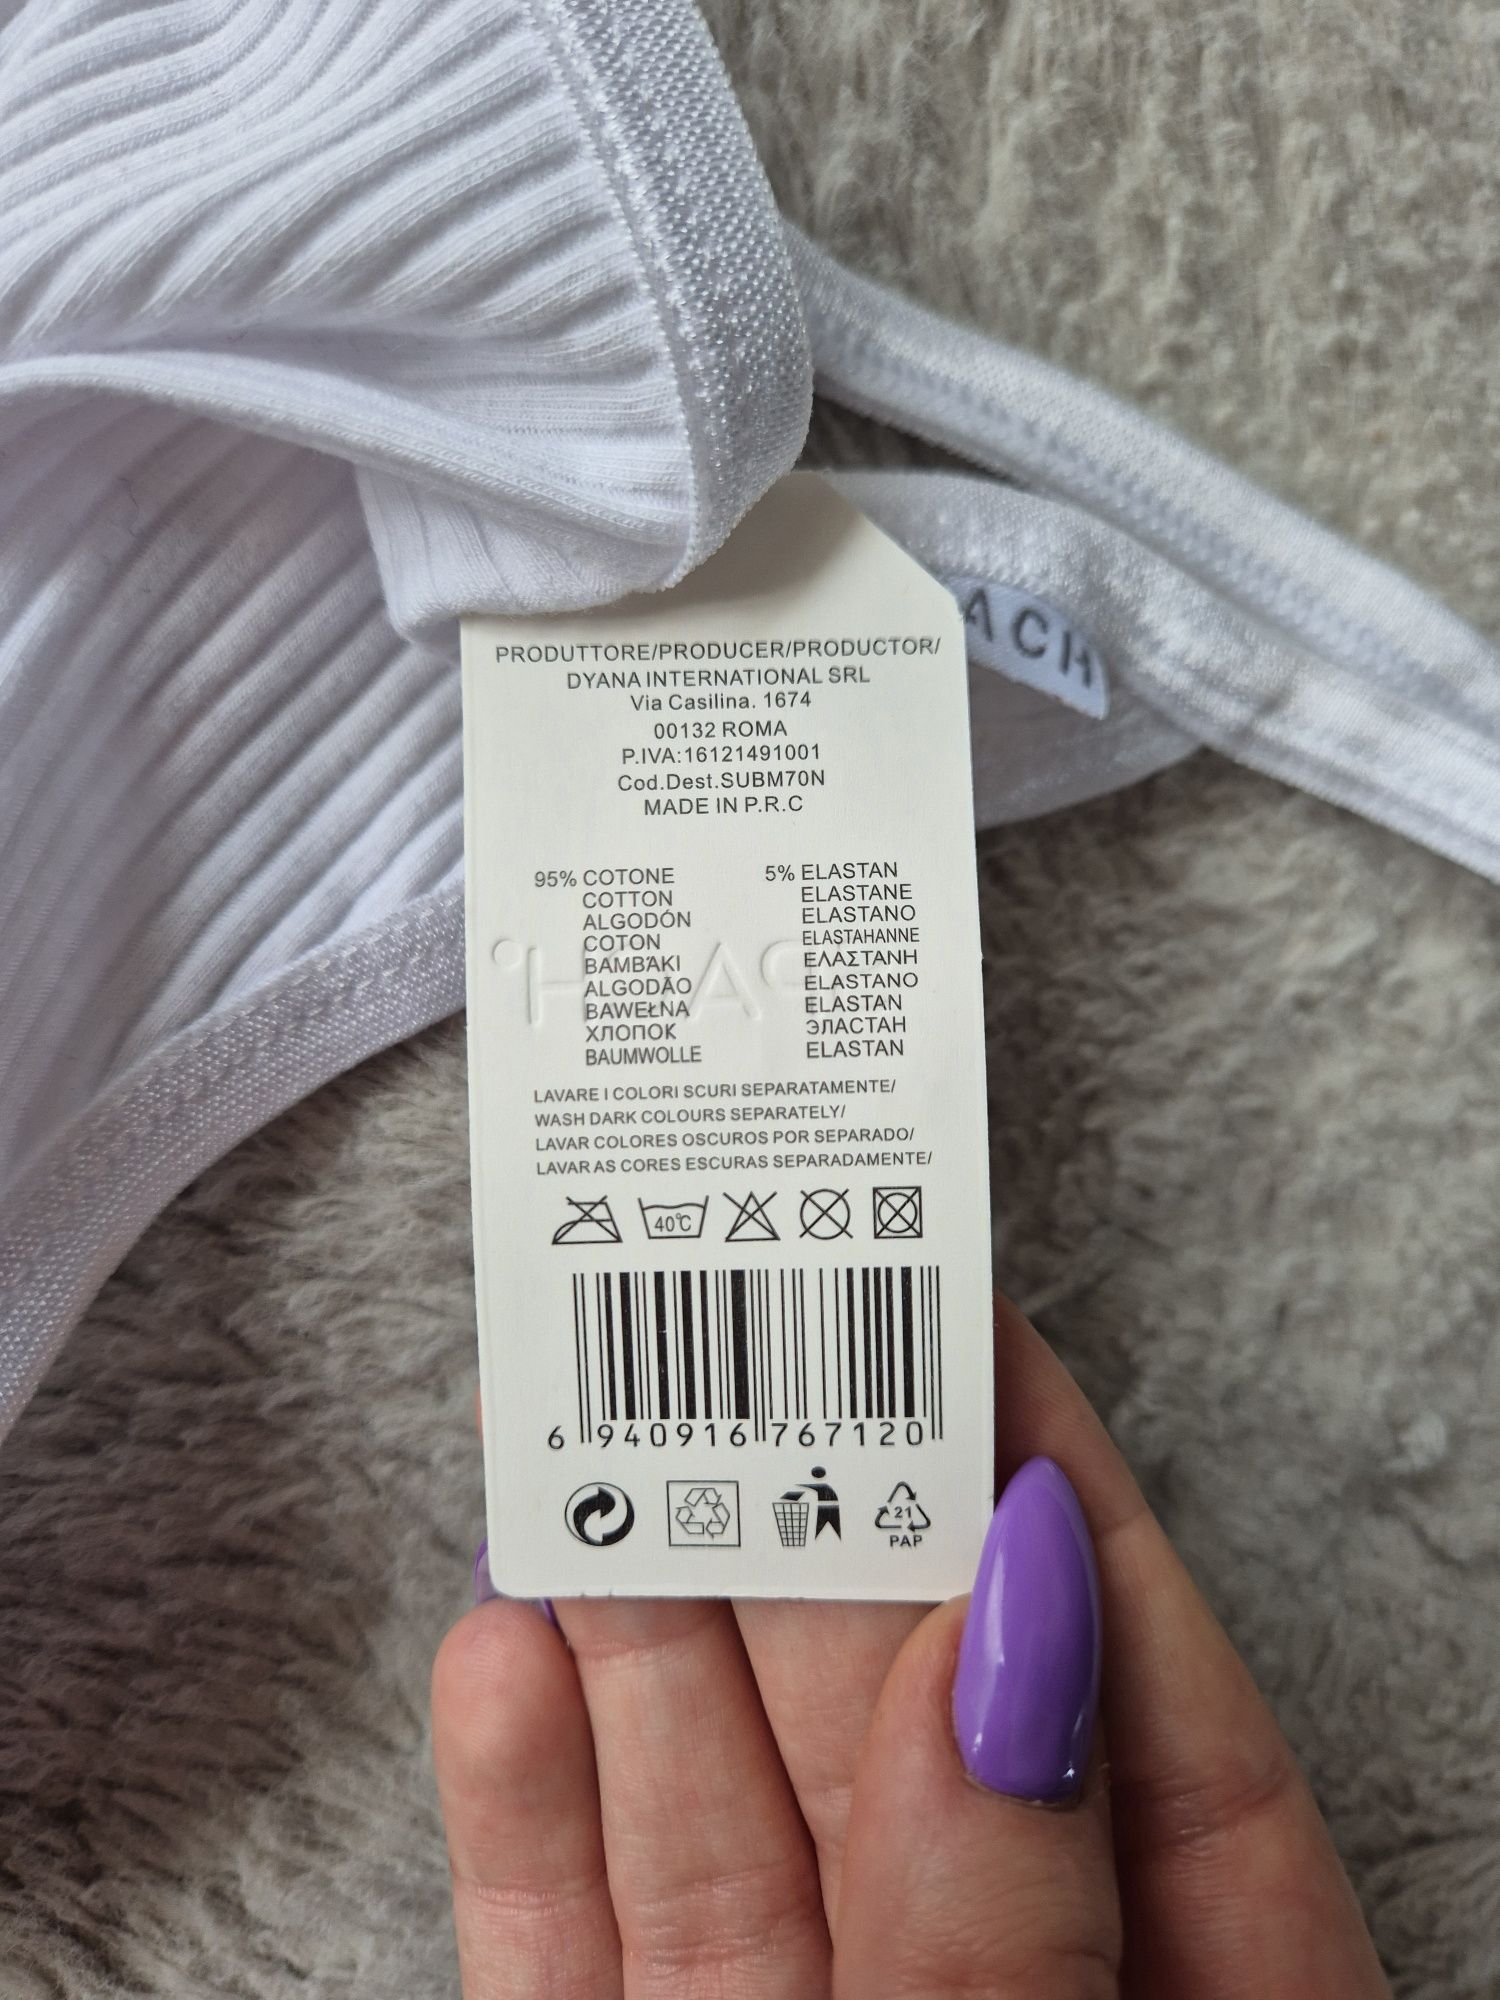 PRODUTTORE/PRODUCER/PRODUCTOR/
DYANA INTERNATIONAL SRL
Via Casilina. 1674
00132 ROMA
P.IVA:16121491001
Cod.Dest.SUBM70N
MADE IN P.R.C
ACH
95% COTONE
COTTON
ALGODÓN
COTON
BAMBAKI
ALGODÃO
BAWEŁNA
ХЛОПОК
BAUMWOLLE
5% ELASTAN
ELASTANE
ELASTANO
ELASTAHANNE
ΕΛΑΣΤΑΝΗ
ELASTANO
ELASTAN
ЭЛАСТАН
ELASTAN
LAVARE I COLORI SCURI SEPARATAMENTE/
WASH DARK COLOURS SEPARATELY/
LAVAR COLORES OSCUROS POR SEPARADO/
LAVAR AS CORES ESCURAS SEPARADAMENTE/
40°C
6 940916 767120
21
PAP